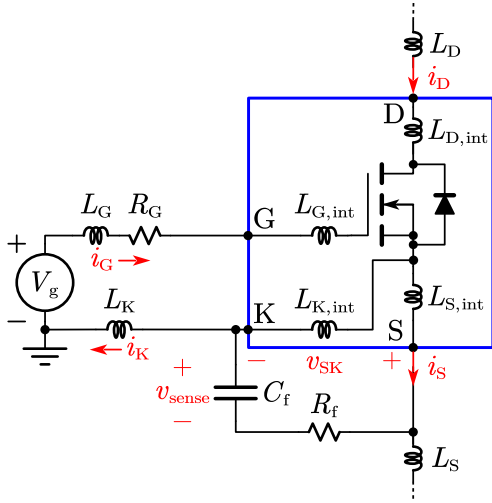 L_D
i_D
D
L_D, int
L_G
R_G
G
L_G, int
+
i_G
V_g
L_K
K
L_K, int
L_S, int
−
S
i_K
− v_SK + i_S
+
v_sense
C_f
−
R_f
L_S